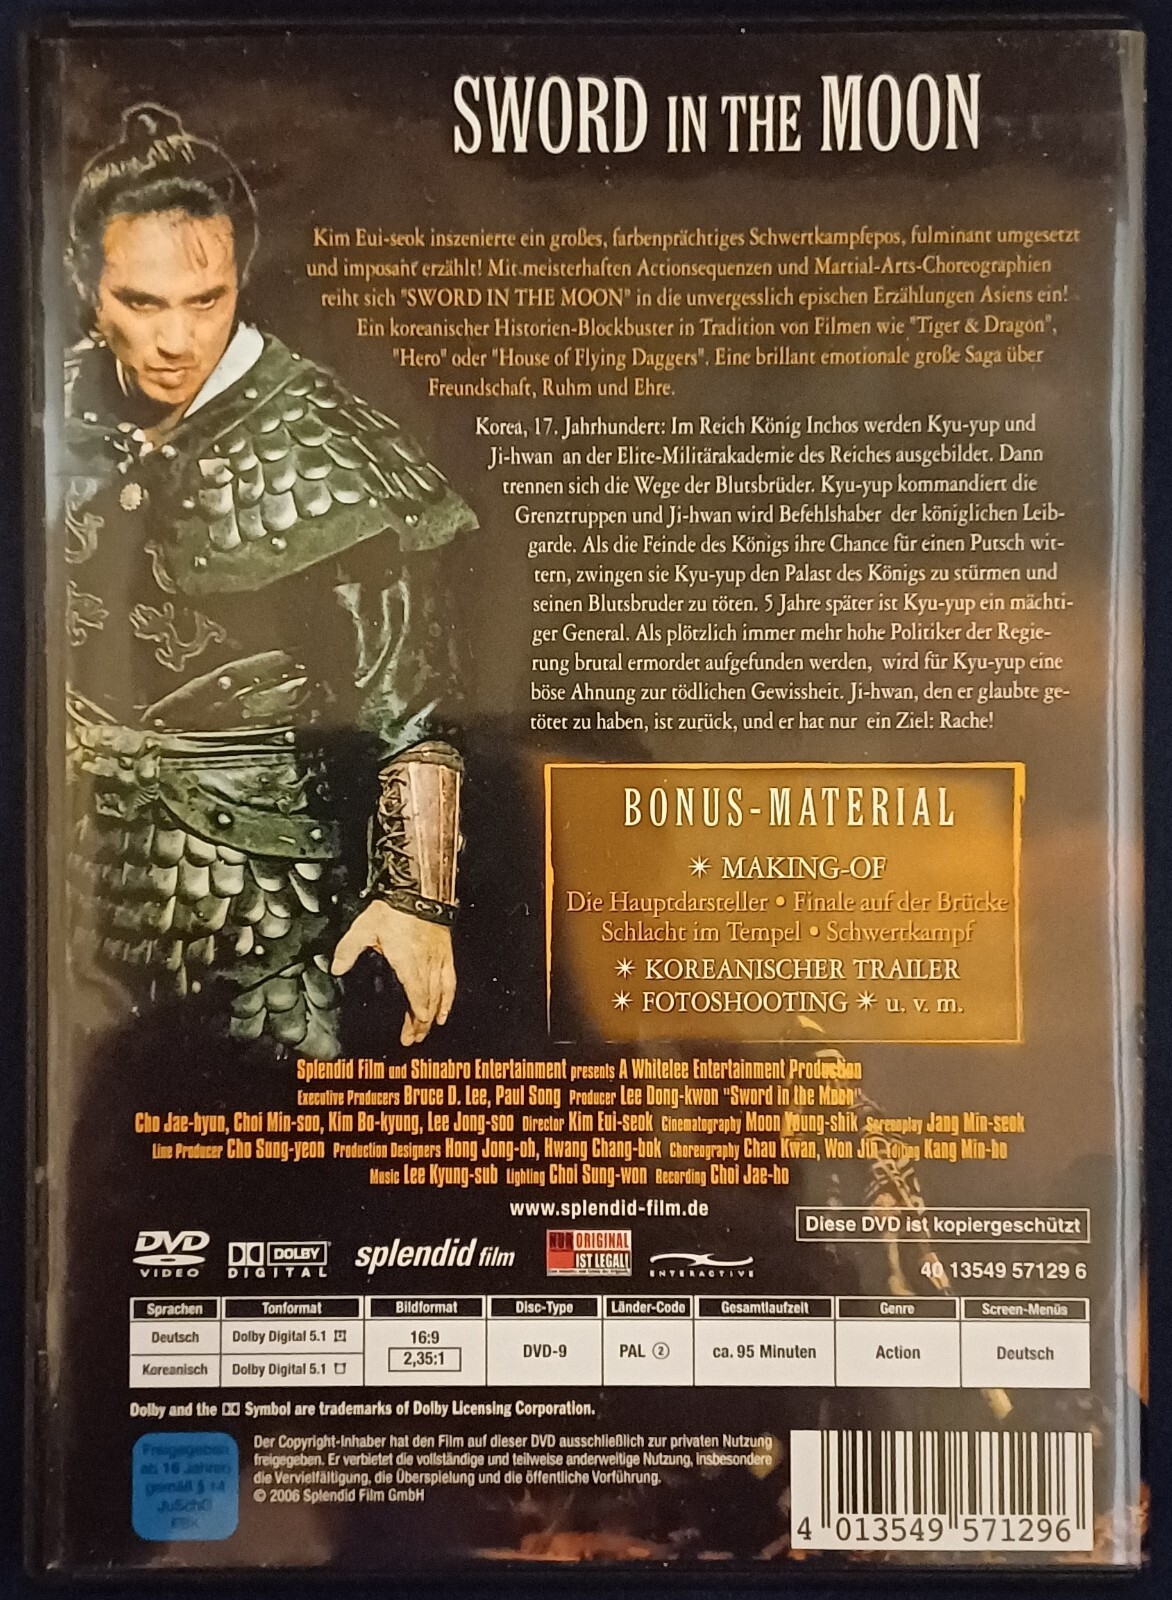 SWORD IN THE MOON
Kim Eui-seok inszenierte ein großes, farbenprächtiges Schwertkampfepos, fulminant umgesetzt
und imposant erzählt! Mit meisterhaften Actionsequenzen und Martial-Arts-Choreographien
reiht sich "SWORD IN THE MOON" in die unvergesslich epischen Erzählungen Asiens ein!
Ein koreanischer Historien-Blockbuster in Tradition von Filmen wie "Tiger & Dragon",
"Hero" oder "House of Flying Daggers". Eine brillant emotionale große Saga über
Freundschaft, Ruhm und Ehre.
Korea, 17. Jahrhundert: Im Reich König Inchos werden Kyu-yup und
Ji-hwan an der Elite-Militärakademie des Reiches ausgebildet. Dann
trennen sich die Wege der Blutsbrüder. Kyu-yup kommandiert die
Grenztruppen und Ji-hwan wird Befehlshaber der königlichen Leib-
garde. Als die Feinde des Königs ihre Chance für einen Putsch wit-
tern, zwingen sie Kyu-yup den Palast des Königs zu stürmen und
seinen Blutsbruder zu töten. 5 Jahre später ist Kyu-yup ein mächti-
ger General. Als plötzlich immer mehr hohe Politiker der Regie-
rung brutal ermordet aufgefunden werden, wird für Kyu-yup eine
böse Ahnung zur tödlichen Gewissheit. Ji-hwan, den er glaubte ge-
tötet zu haben, ist zurück, und er hat nur ein Ziel: Rache!
BONUS-MATERIAL
✴ MAKING-OF
Die Hauptdarsteller • Finale auf der Brücke
Schlacht im Tempel • Schwertkampf
✴ KOREANISCHER TRAILER
✴ FOTOSHOOTING ✴ u. v. m.
Splendid Film und Shinabro Entertainment presents A Whitelee Entertainment Production
Executive Producers Bruce D. Lee, Paul Song Producer Lee Dong-kwon "Sword in the Moon"
Cho Jae-hyun, Choi Min-soo, Kim Bo-kyung, Lee Jong-soo Director Kim Eui-seok Cinematography Moon Young-shik Screenplay Jang Min-seok
Line Producer Cho Sung-yeon Production Designers Hong Jong-oh, Hwang Chang-bok Choreography Chao Kwan, Won Jin Editing Kang Min-ho
Music Lee Kyung-sub Lighting Choi Sung-won Recording Choi Jae-ho
www.splendid-film.de
Diese DVD ist kopiergeschützt
DVD VIDEO
DOLBY DIGITAL
splendid film
NUR ORIGINAL IST LEGAL!
INTERACTIVE
40 13549 57129 6
Sprachen Tonformat Bildformat Disc-Type Länder-Code Gesamtlaufzeit Genre Screen-Menüs
Deutsch Dolby Digital 5.1 16:9 DVD-9 PAL 2 ca. 95 Minuten Action Deutsch
Koreanisch Dolby Digital 5.1 2,35:1
Dolby and the DD Symbol are trademarks of Dolby Licensing Corporation.
Freigegeben
ab 16 Jahren
gemäß § 14
JuSchG
FSK
Der Copyright-Inhaber hat den Film auf dieser DVD ausschließlich zur privaten Nutzung
freigegeben. Er verbietet die vollständige und teilweise anderweitige Nutzung, insbesondere
die Vervielfältigung, die Überspielung und die öffentliche Vorführung.
© 2006 Splendid Film GmbH
4 013549 571296